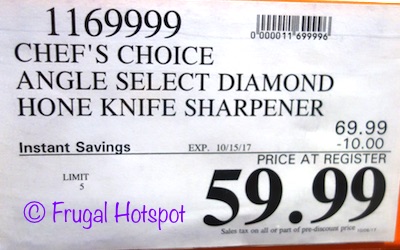 1169999
0"000011"699996
CHEF'S CHOICE
ANGLE SELECT DIAMOND
HONE KNIFE SHARPENER
69.99
Instant Savings EXP. 10/15/17 -10.00
PRICE AT REGISTER
LIMIT
5
59.99
© Frugal Hotspot
Sales tax on all or part of pre-discount price